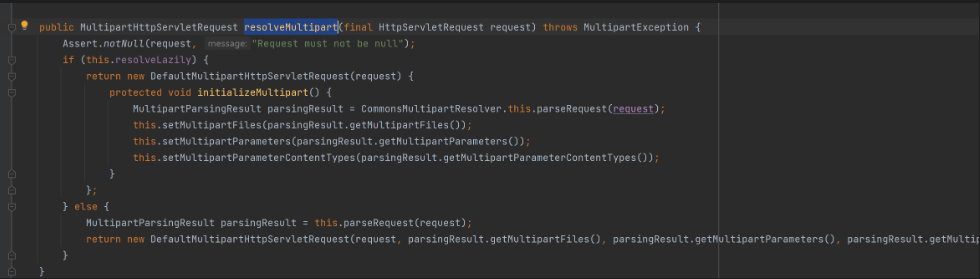 public MultipartHttpServletRequest resolveMultipart(final HttpServletRequest request) throws MultipartException {
Assert.notNull(request, message: "Request must not be null");
if (this.resolveLazily) {
return new DefaultMultipartHttpServletRequest(request) {
protected void initializeMultipart() {
MultipartParsingResult parsingResult = CommonsMultipartResolver.this.parseRequest(request);
this.setMultipartFiles(parsingResult.getMultipartFiles());
this.setMultipartParameters(parsingResult.getMultipartParameters());
this.setMultipartParameterContentTypes(parsingResult.getMultipartParameterContentTypes());
}
};
} else {
MultipartParsingResult parsingResult = this.parseRequest(request);
return new DefaultMultipartHttpServletRequest(request, parsingResult.getMultipartFiles(), parsingResult.getMultipartParameters(), parsingResult.getMultip
}
}